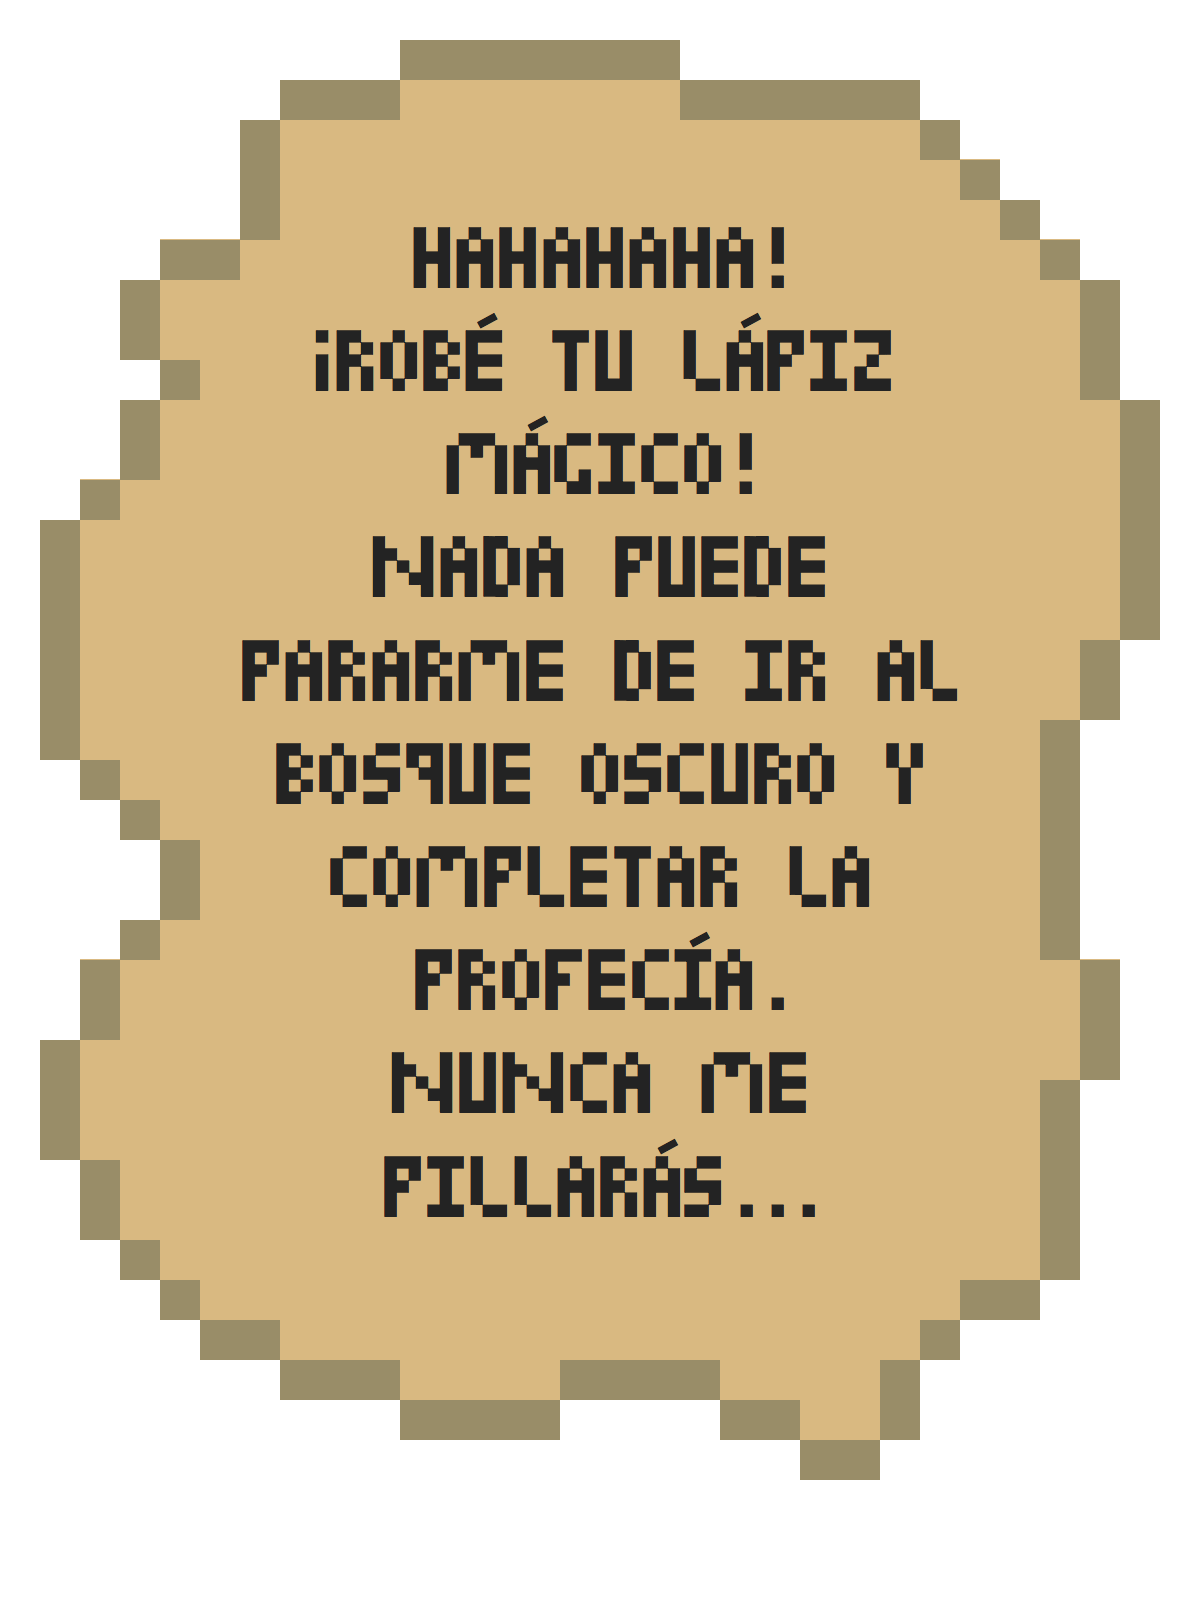 HAHAHAHA!
¡ROBÉ TU LÁPIZ
MÁGICO!
NADA PUEDE
PARARME DE IR AL
BOSQUE OSCURO Y
COMPLETAR LA
PROFECÍA.
NUNCA ME
PILLARÁS...